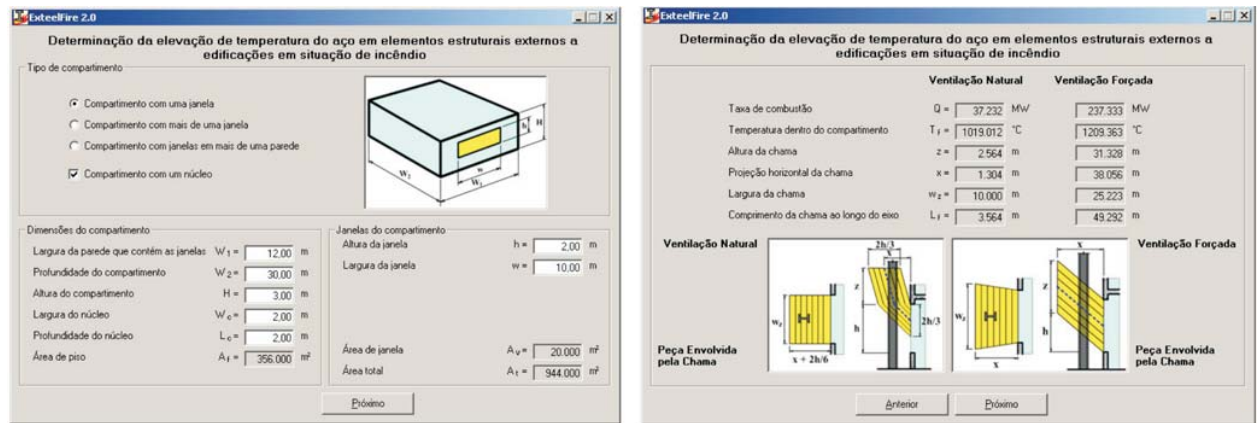 ExteelFire 2.0
Determinação da elevação de temperatura do aço em elementos estruturais externos a
edificações em situação de incêndio
Tipo de compartimento
Compartimento com uma janela
Compartimento com mais de uma janela
Compartimento com janelas em mais de uma parede
Compartimento com um núcleo
h H
w
W₂ W₁
Dimensões do compartimento
Largura da parede que contém as janelas W₁ = 12,00 m
Profundidade do compartimento W₂ = 30,00 m
Altura do compartimento H = 3,00 m
Largura do núcleo W c = 2,00 m
Profundidade do núcleo L c = 2,00 m
Área de piso A f = 356.000 m²
Janelas do compartimento
Altura da janela h = 2,00 m
Largura da janela w = 10,00 m
Área de janela A v = 20.000 m²
Área total A t = 944.000 m²
Próximo
ExteelFire 2.0
Determinação da elevação de temperatura do aço em elementos estruturais externos a
edificações em situação de incêndio
Ventilação Natural Ventilação Forçada
Taxa de combustão Q = 37.232 MW 237.333 MW
Temperatura dentro do compartimento T f = 1019.012 °C 1209.363 °C
Altura da chama z = 2.564 m 31.328 m
Projeção horizontal da chama x = 1.304 m 38.056 m
Largura da chama w z = 10.000 m 25.223 m
Comprimento da chama ao longo do eixo L f = 3.564 m 49.292 m
Ventilação Natural
Peça Envolvida
pela Chama
w z
x + 2h/6
2h/3
x
z
h
2h/3
w z
x
x
z
h
Ventilação Forçada
Peça Envolvida
pela Chama
Anterior Próximo